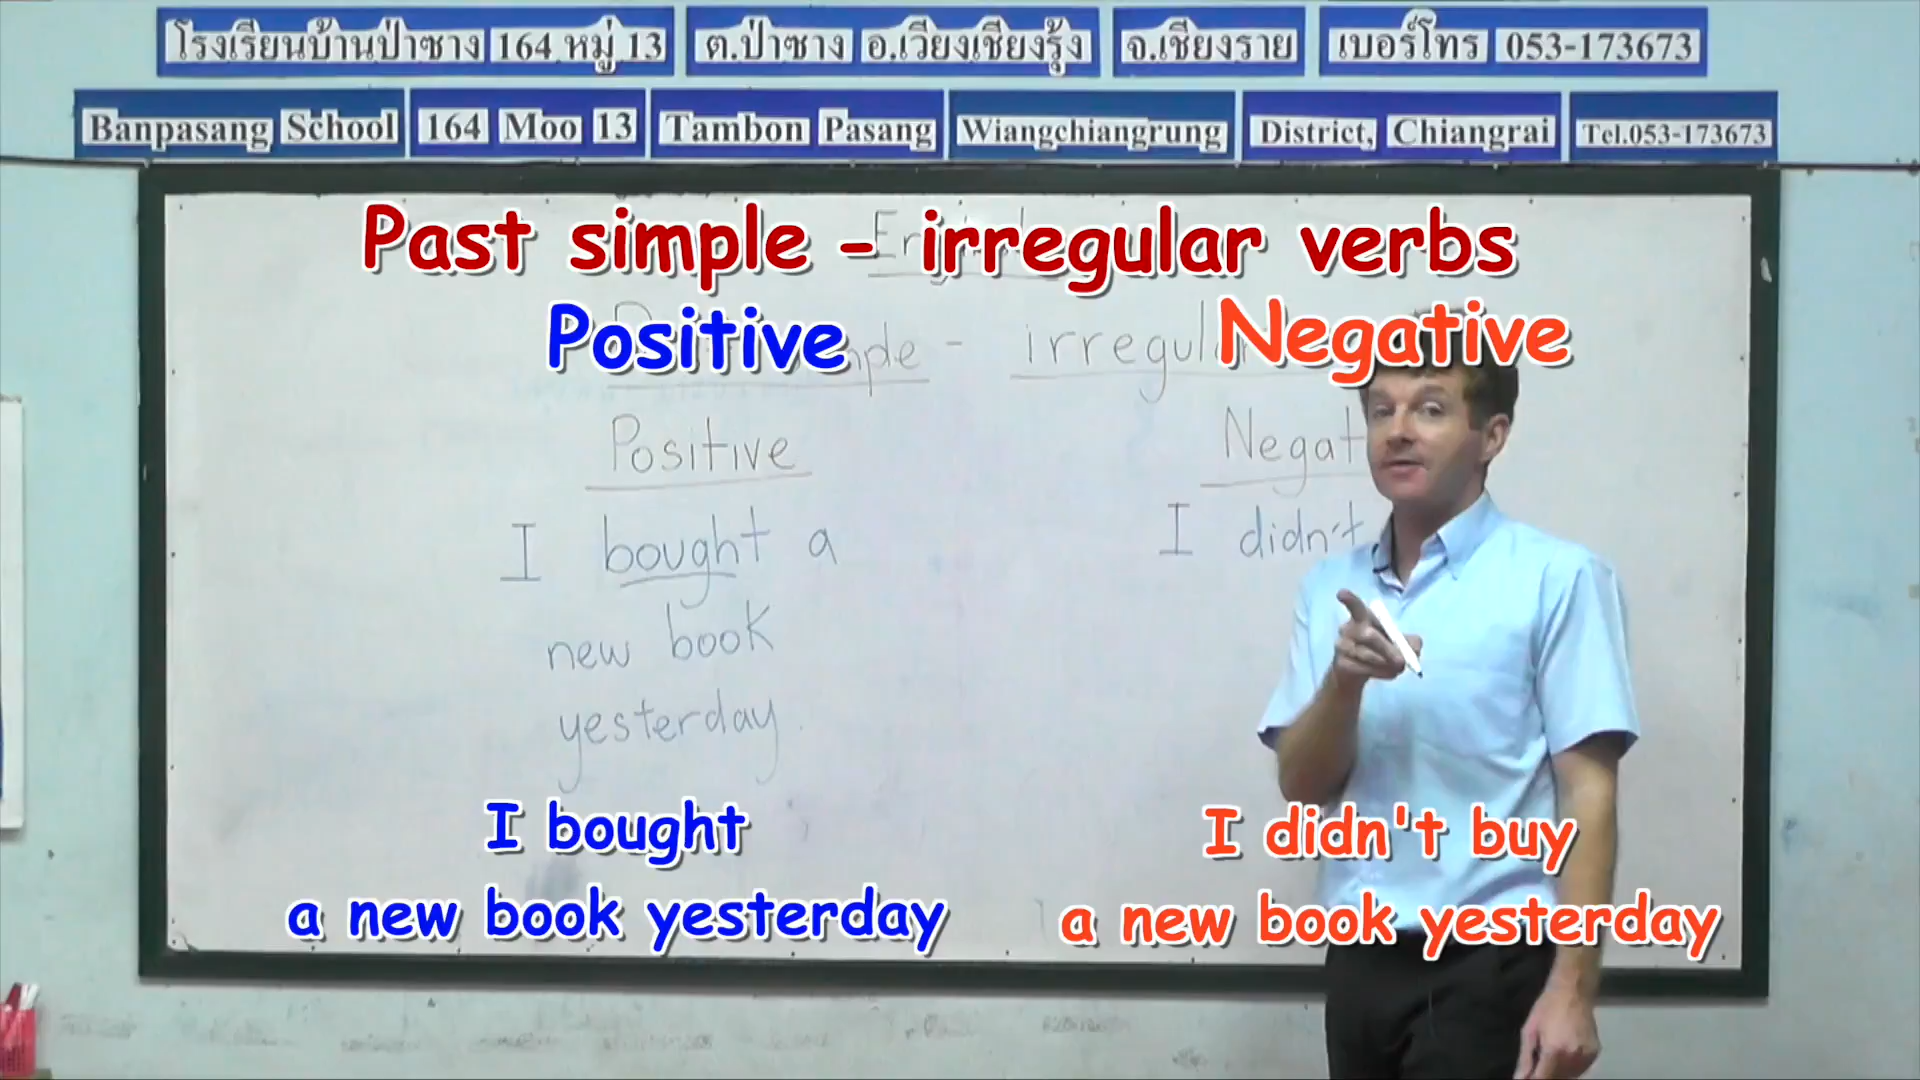 โรงเรียนบ้านป่าซาง 164 หมู่ 13 ต.ป่าซาง อ.เวียงเชียงรุ้ง จ.เชียงราย เบอร์โทร 053-173673
Banpasang School 164 Moo 13 Tambon Pasang Wiangchiangrung District, Chiangrai Tel.053-173673
Past simple - irregular verbs
Positive Negative
Positive
I bought a
new book
yesterday.
I didn't
I bought
a new book yesterday
I didn't buy
a new book yesterday